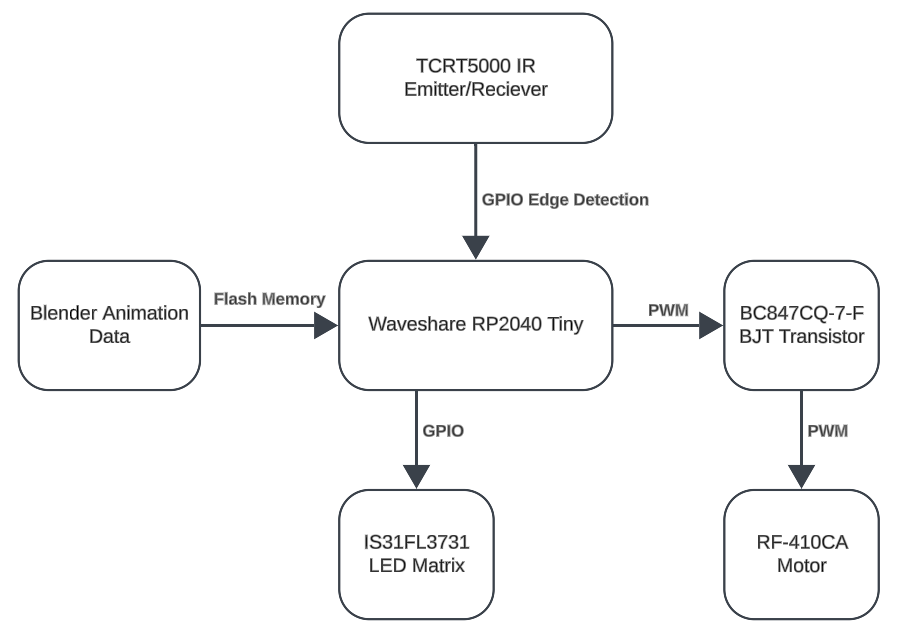 TCRT5000 IR
Emitter/Reciever
GPIO Edge Detection
Blender Animation
Data
Flash Memory
Waveshare RP2040 Tiny
PWM
BC847CQ-7-F
BJT Transistor
GPIO
PWM
IS31FL3731
LED Matrix
RF-410CA
Motor